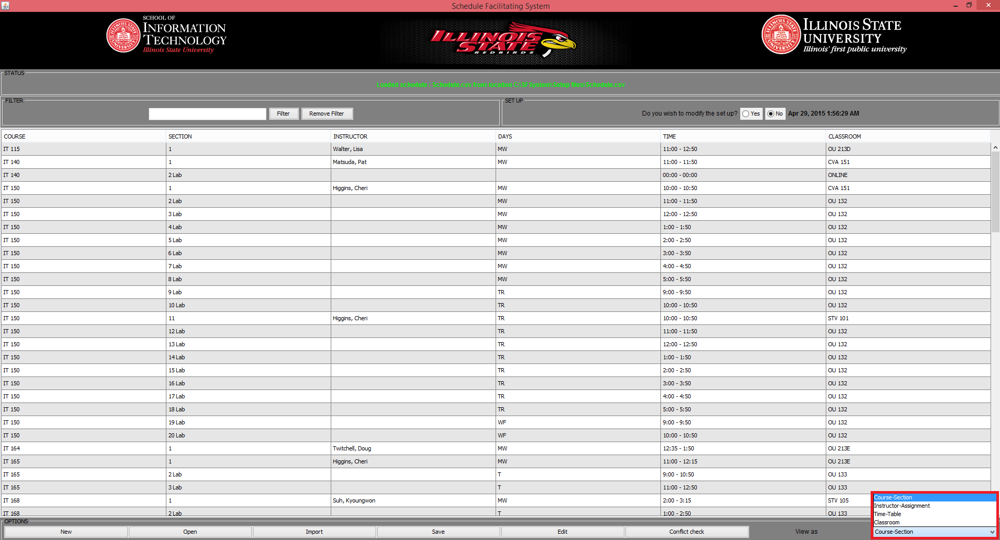 Schedule Facilitating System
SCHOOL OF
INFORMATION
TECHNOLOGY
Illinois State University
ILLINOIS
STATE
REDBIRDS
ILLINOIS STATE
UNIVERSITY
Illinois' first public university
STATUS
Loaded schedule : Schedule.csv from location C:\SFSystem\Setup files\Schedule.csv
FILTER
Filter
Remove Filter
SET UP
Do you wish to modify the set up? Yes No Apr 29, 2015 1:56:29 AM
COURSE SECTION INSTRUCTOR DAYS TIME CLASSROOM
IT 115 1 Walter, Lisa MW 11:00 - 12:50 OU 213D
IT 140 1 Matsuda, Pat MW 11:00 - 11:50 CVA 151
IT 140 2 Lab 00:00 - 00:00 ONLINE
IT 150 1 Higgins, Cheri MW 10:00 - 10:50 CVA 151
IT 150 2 Lab MW 11:00 - 11:50 OU 132
IT 150 3 Lab MW 12:00 - 12:50 OU 132
IT 150 4 Lab MW 1:00 - 1:50 OU 132
IT 150 5 Lab MW 2:00 - 2:50 OU 132
IT 150 6 Lab MW 3:00 - 3:50 OU 132
IT 150 7 Lab MW 4:00 - 4:50 OU 132
IT 150 8 Lab MW 5:00 - 5:50 OU 132
IT 150 9 Lab TR 9:00 - 9:50 OU 132
IT 150 10 Lab TR 10:00 - 10:50 OU 132
IT 150 11 Higgins, Cheri TR 10:00 - 10:50 STV 101
IT 150 12 Lab TR 11:00 - 11:50 OU 132
IT 150 13 Lab TR 12:00 - 12:50 OU 132
IT 150 14 Lab TR 1:00 - 1:50 OU 132
IT 150 15 Lab TR 2:00 - 2:50 OU 132
IT 150 16 Lab TR 3:00 - 3:50 OU 132
IT 150 17 Lab TR 4:00 - 4:50 OU 132
IT 150 18 Lab TR 5:00 - 5:50 OU 132
IT 150 19 Lab WF 9:00 - 9:50 OU 132
IT 150 20 Lab WF 10:00 - 10:50 OU 132
IT 164 1 Twitchell, Doug MW 12:35 - 1:50 OU 213E
IT 165 1 Higgins, Cheri MW 11:00 - 12:15 OU 213E
IT 165 2 Lab T 9:00 - 10:50 OU 133
IT 165 3 Lab T 11:00 - 12:50 OU 133
IT 168 1 Suh, Kyoungwon MW 2:00 - 3:15 STV 105
IT 168 2 Lab T 1:00 - 2:50 OU 133
Course-Section
Instructor-Assignment
Time-Table
Classroom
OPTIONS
New Open Import Save Edit Conflict check View as Course-Section